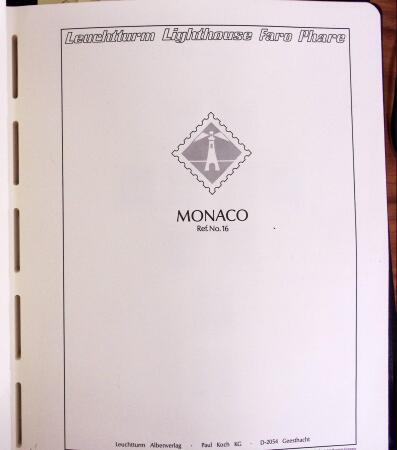 Leuchtturm Lighthouse Faro Phare
MONACO
Ref. No. 16
Leuchtturm Albenverlag · Paul Koch KG · D-2054 Geesthacht